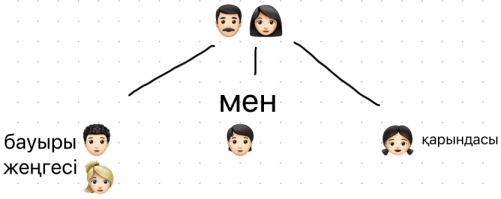 мен
бауыры
жеңгесі
қарындасы